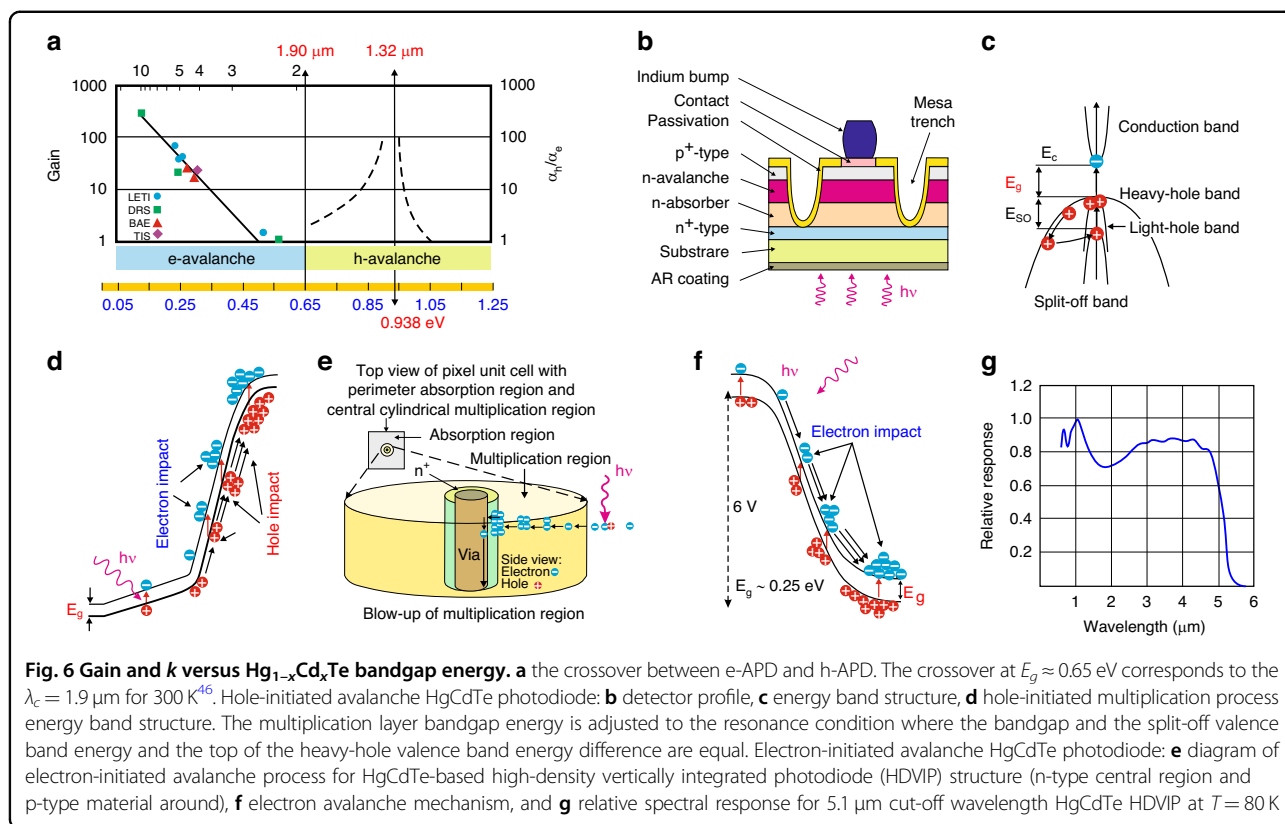 a
1.90 µm
1.32 µm
10 5 4 3 2
1000
100
10
1
Gain
1000
100
10
1
αh/αe
LETI
DRS
BAE
TIS
e-avalanche
h-avalanche
0.05 0.25 0.45 0.65 0.85 1.05 1.25
0.938 eV
b
Indium bump
Contact
Passivation
p+-type
n-avalanche
n-absorber
n+-type
Substrare
AR coating
Mesa
trench
hν
c
Conduction band
Ec
Eg
Heavy-hole band
ESO
Light-hole band
Split-off band
d
Electron impact
Hole impact
hν
Eg
e
Top view of pixel unit cell with
perimeter absorption region and
central cylindrical multiplication region
Absorption region
Multiplication region
n+
hν
Via
Side view:
Electron
Hole
Blow-up of multiplication region
f
hν
Electron impact
6 V
Eg ~ 0.25 eV
Eg
g
1.2
1.0
0.8
0.6
0.4
0.2
Relative response
1 2 3 4 5 6
Wavelength (µm)
Fig. 6 Gain and k versus Hg1−xCdxTe bandgap energy. a the crossover between e-APD and h-APD. The crossover at Eg ≈ 0.65 eV corresponds to the
λc = 1.9 µm for 300 K46. Hole-initiated avalanche HgCdTe photodiode: b detector profile, c energy band structure, d hole-initiated multiplication process
energy band structure. The multiplication layer bandgap energy is adjusted to the resonance condition where the bandgap and the split-off valence
band energy and the top of the heavy-hole valence band energy difference are equal. Electron-initiated avalanche HgCdTe photodiode: e diagram of
electron-initiated avalanche process for HgCdTe-based high-density vertically integrated photodiode (HDVIP) structure (n-type central region and
p-type material around), f electron avalanche mechanism, and g relative spectral response for 5.1 µm cut-off wavelength HgCdTe HDVIP at T = 80 K